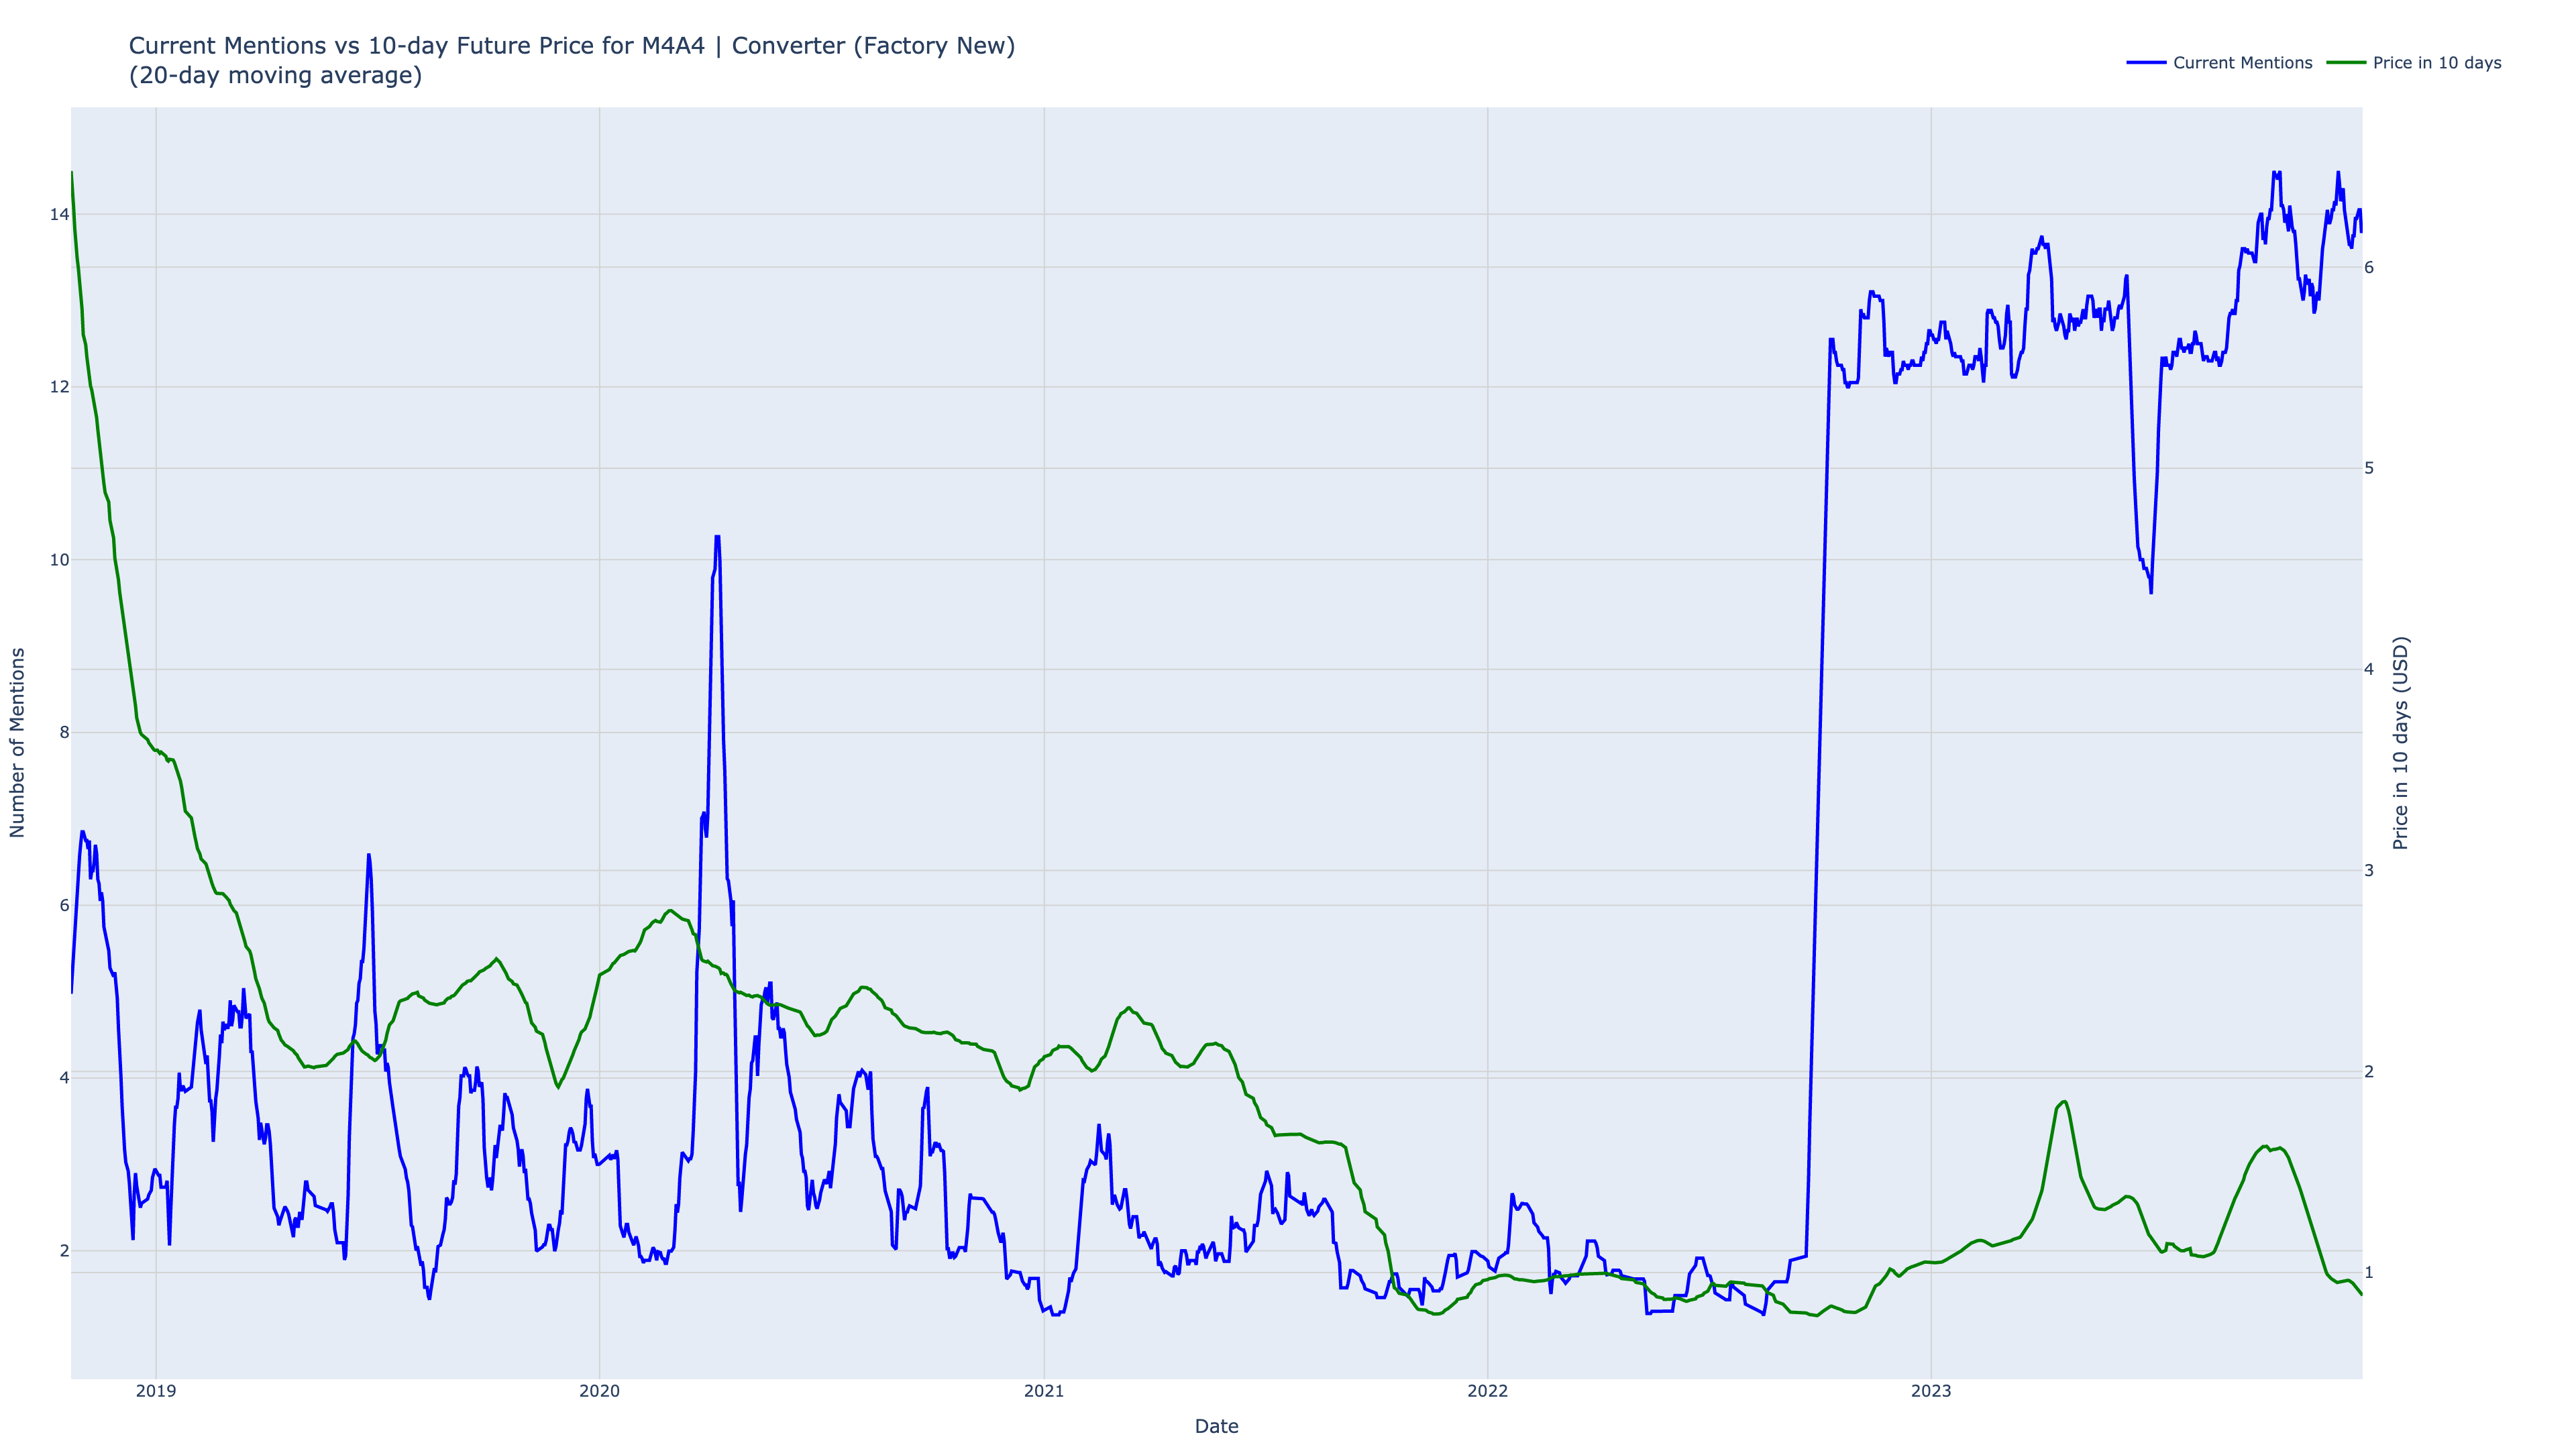 Current Mentions vs 10-day Future Price for M4A4 | Converter (Factory New)
(20-day moving average)
Current Mentions
Price in 10 days
14
12
10
8
6
4
2
Number of Mentions
6
5
4
3
2
1
Price in 10 days (USD)
2019
2020
2021
2022
2023
Date